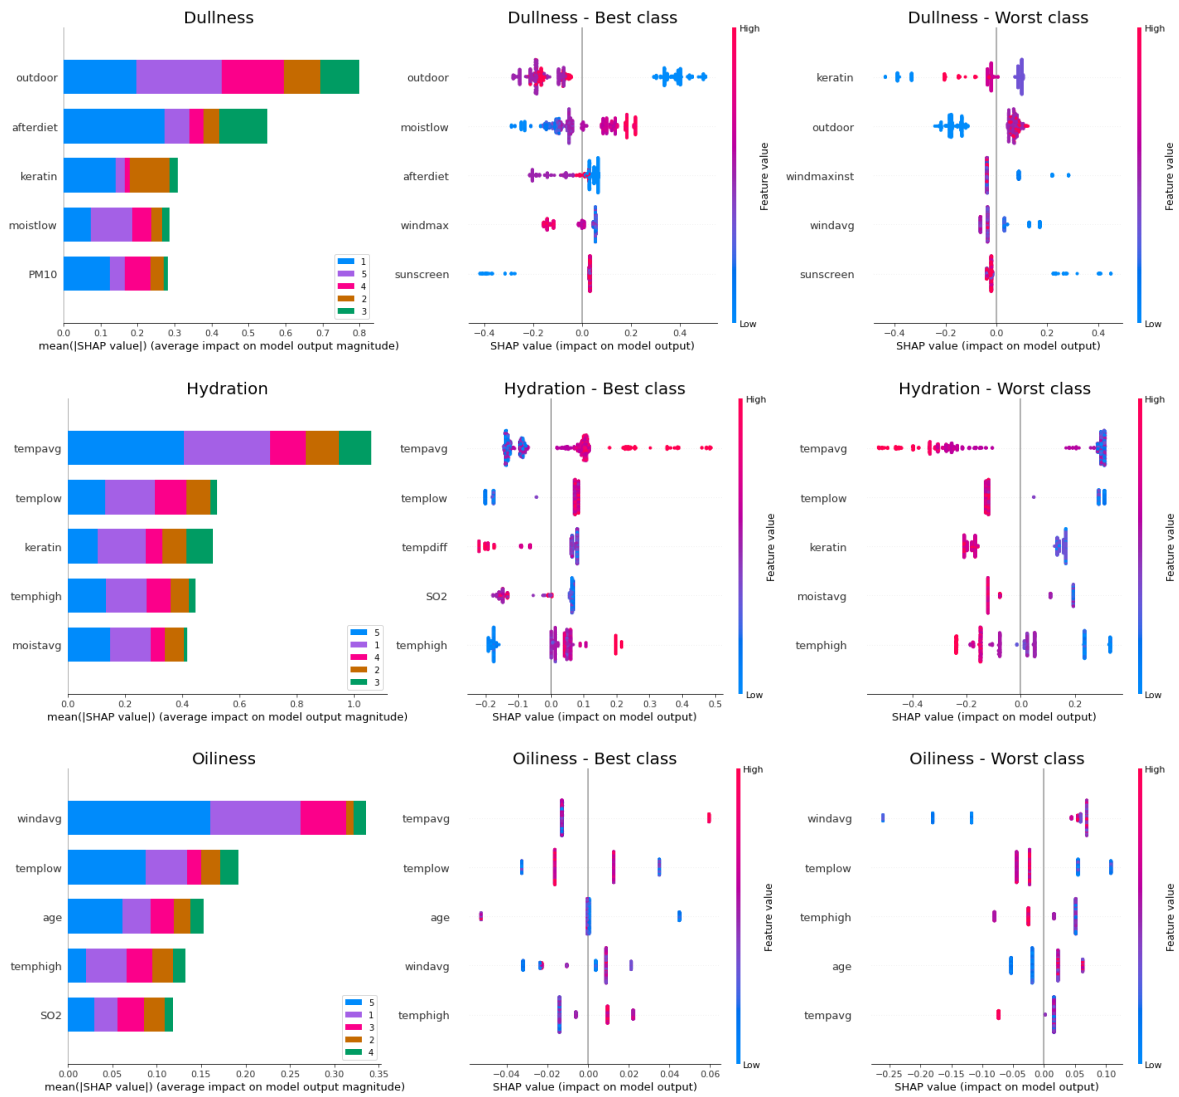 Dullness
outdoor
afterdiet
keratin
moistlow
PM10
1
5
4
2
3
0.0 0.1 0.2 0.3 0.4 0.5 0.6 0.7 0.8
mean(|SHAP value|) (average impact on model output magnitude)
Dullness - Best class
outdoor
moistlow
afterdiet
windmax
sunscreen
−0.4 −0.2 0.0 0.2 0.4
SHAP value (impact on model output)
High
Feature value
Low
Dullness - Worst class
keratin
outdoor
windmaxinst
windavg
sunscreen
−0.4 −0.2 0.0 0.2 0.4
SHAP value (impact on model output)
High
Feature value
Low
Hydration
tempavg
templow
keratin
temphigh
moistavg
5
1
4
2
3
0.0 0.2 0.4 0.6 0.8 1.0
mean(|SHAP value|) (average impact on model output magnitude)
Hydration - Best class
tempavg
templow
tempdiff
SO2
temphigh
−0.2 −0.1 0.0 0.1 0.2 0.3 0.4 0.5
SHAP value (impact on model output)
High
Feature value
Low
Hydration - Worst class
tempavg
templow
keratin
moistavg
temphigh
−0.4 −0.2 0.0 0.2
SHAP value (impact on model output)
High
Feature value
Low
Oiliness
windavg
templow
age
temphigh
SO2
5
1
3
2
4
0.00 0.05 0.10 0.15 0.20 0.25 0.30 0.35
mean(|SHAP value|) (average impact on model output magnitude)
Oiliness - Best class
tempavg
templow
age
windavg
temphigh
−0.04 −0.02 0.00 0.02 0.04 0.06
SHAP value (impact on model output)
High
Feature value
Low
Oiliness - Worst class
windavg
templow
temphigh
age
tempavg
−0.25 −0.20 −0.15 −0.10 −0.05 0.00 0.05 0.10
SHAP value (impact on model output)
High
Feature value
Low